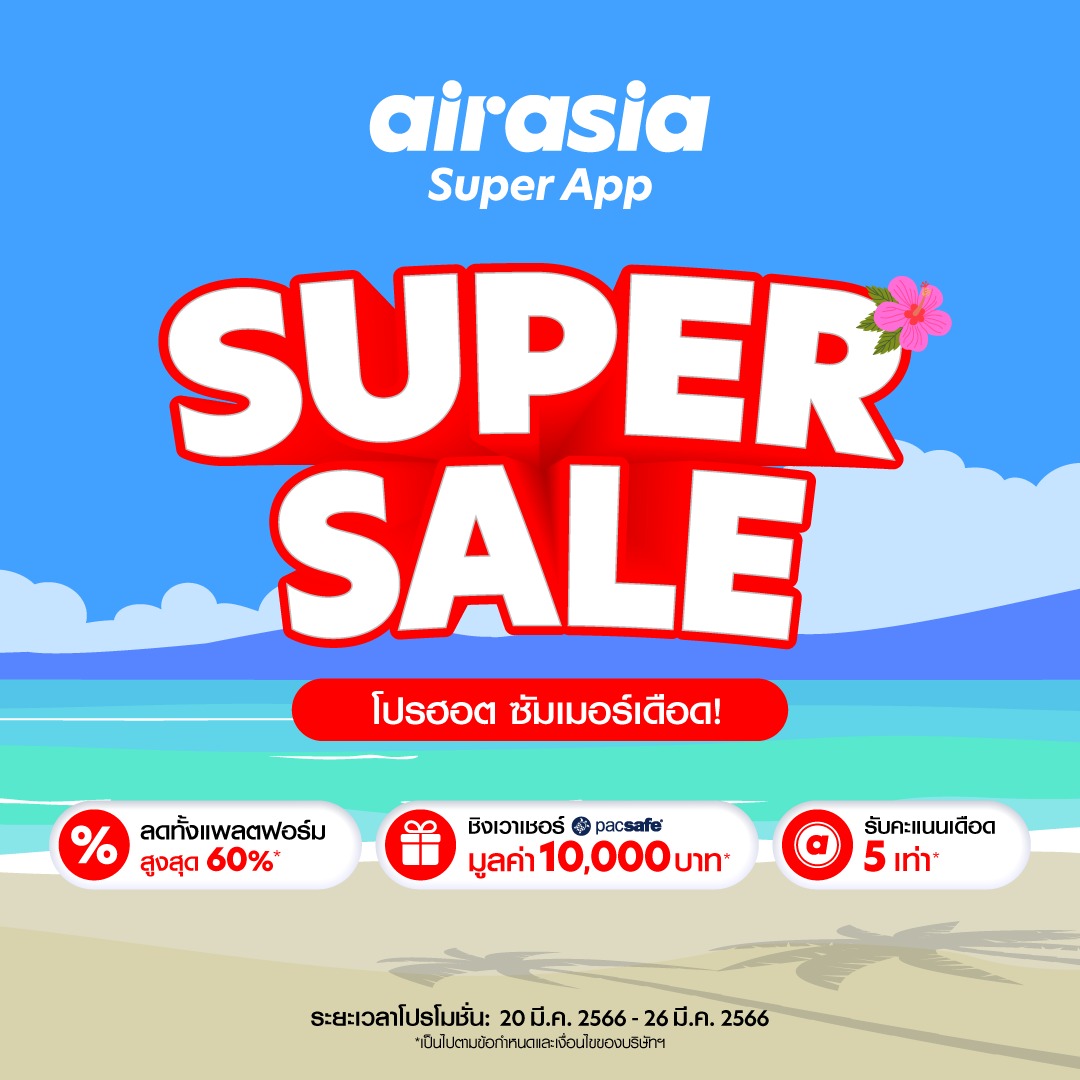 airasia
Super App
SUPER
SALE
โปรฮอต ซัมเมอร์เดือด!
%
ลดทั้งแพลตฟอร์ม
สูงสุด 60%*
ชิงเวาเชอร์ pacsafe®
มูลค่า 10,000 บาท*
a
รับคะแนนเดือด
5 เท่า*
ระยะเวลาโปรโมชั่น: 20 มี.ค. 2566 - 26 มี.ค. 2566
*เป็นไปตามข้อกำหนดและเงื่อนไขของบริษัทฯ